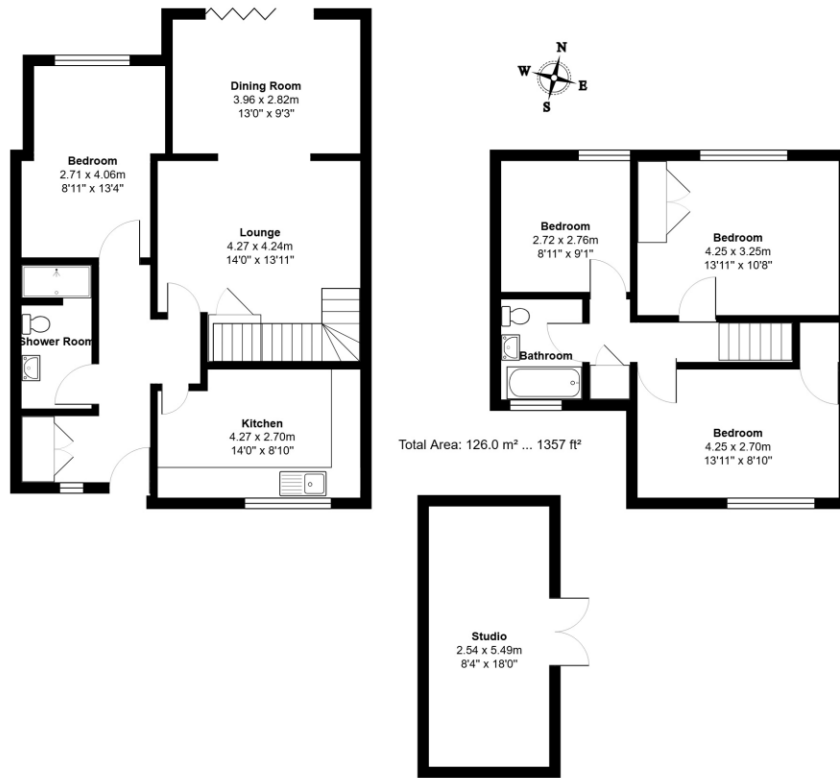 Dining Room
3.96 x 2.82m
13'0" x 9'3"
Bedroom
2.71 x 4.06m
8'11" x 13'4"
Lounge
4.27 x 4.24m
14'0" x 13'11"
Shower Room
Kitchen
4.27 x 2.70m
14'0" x 8'10"
N
W
E
S
Bedroom
2.72 x 2.76m
8'11" x 9'1"
Bedroom
4.25 x 3.25m
13'11" x 10'8"
Bathroom
Bedroom
4.25 x 2.70m
13'11" x 8'10"
Total Area: 126.0 m² ... 1357 ft²
Studio
2.54 x 5.49m
8'4" x 18'0"